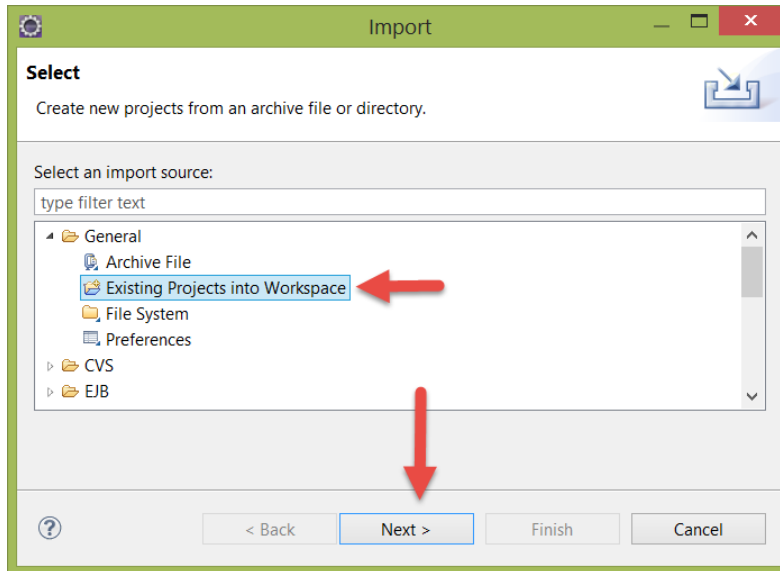 Import
Select
Create new projects from an archive file or directory.
Select an import source:
type filter text
General
Archive File
Existing Projects into Workspace
File System
Preferences
CVS
EJB
< Back Next > Finish Cancel